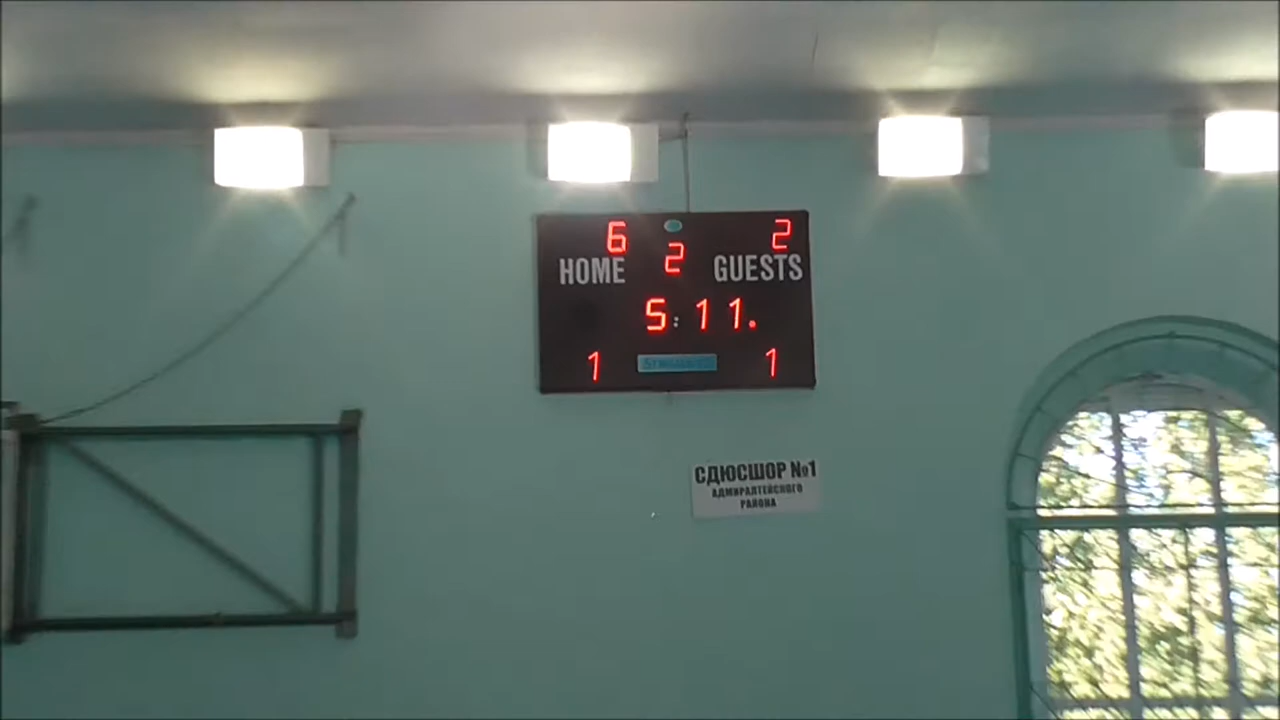 6 2
2
HOME GUESTS
5:11.
1 1
СДЮСШОР №1
АДМИРАЛТЕЙСКОГО
РАЙОНА